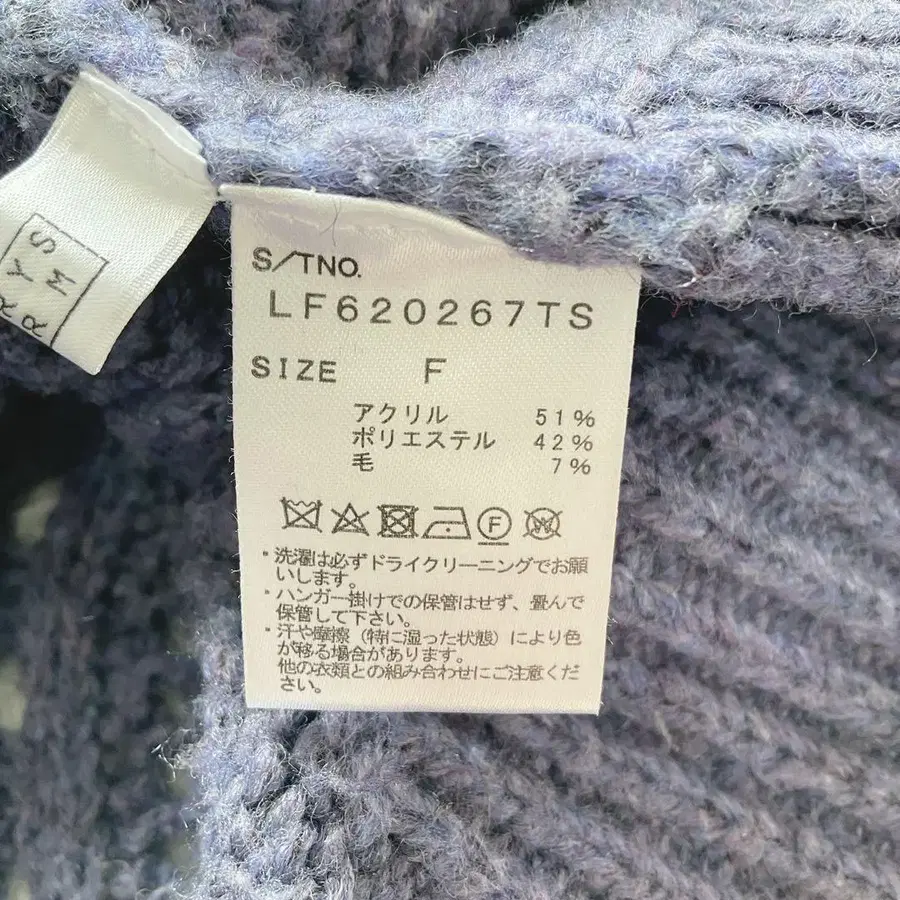 S/TNO.
LF620267TS
SIZE F
アクリル 51%
ポリエステル 42%
毛 7%
F W
・洗濯は必ずドライクリーニングでお願
いします。
・ハンガー掛けでの保管はせず、畳んで
保管して下さい。
・汗や摩擦（特に湿った状態）により色
が移る場合があります。
他の衣類との組み合わせにご注意くだ
さい。
RYS
RM